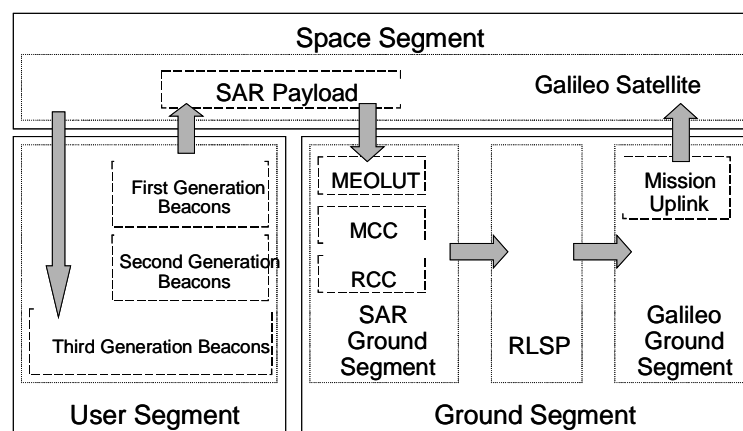 Space Segment
SAR Payload
Galileo Satellite
First Generation
Beacons
Second Generation
Beacons
Third Generation Beacons
User Segment
MEOLUT
MCC
RCC
SAR
Ground
Segment
RLSP
Mission
Uplink
Galileo
Ground
Segment
Ground Segment